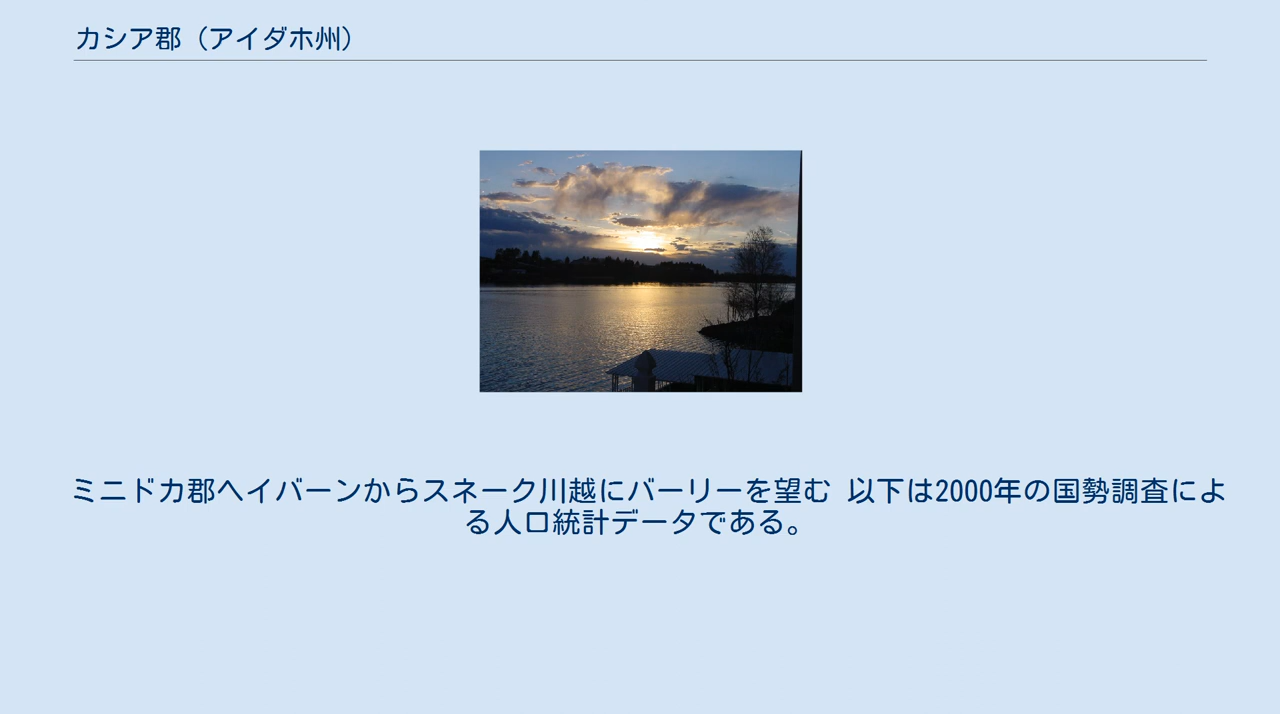 カシア郡（アイダホ州）
ミニドカ郡ヘイバーンからスネーク川越にバーリーを望む 以下は2000年の国勢調査によ
る人口統計データである。